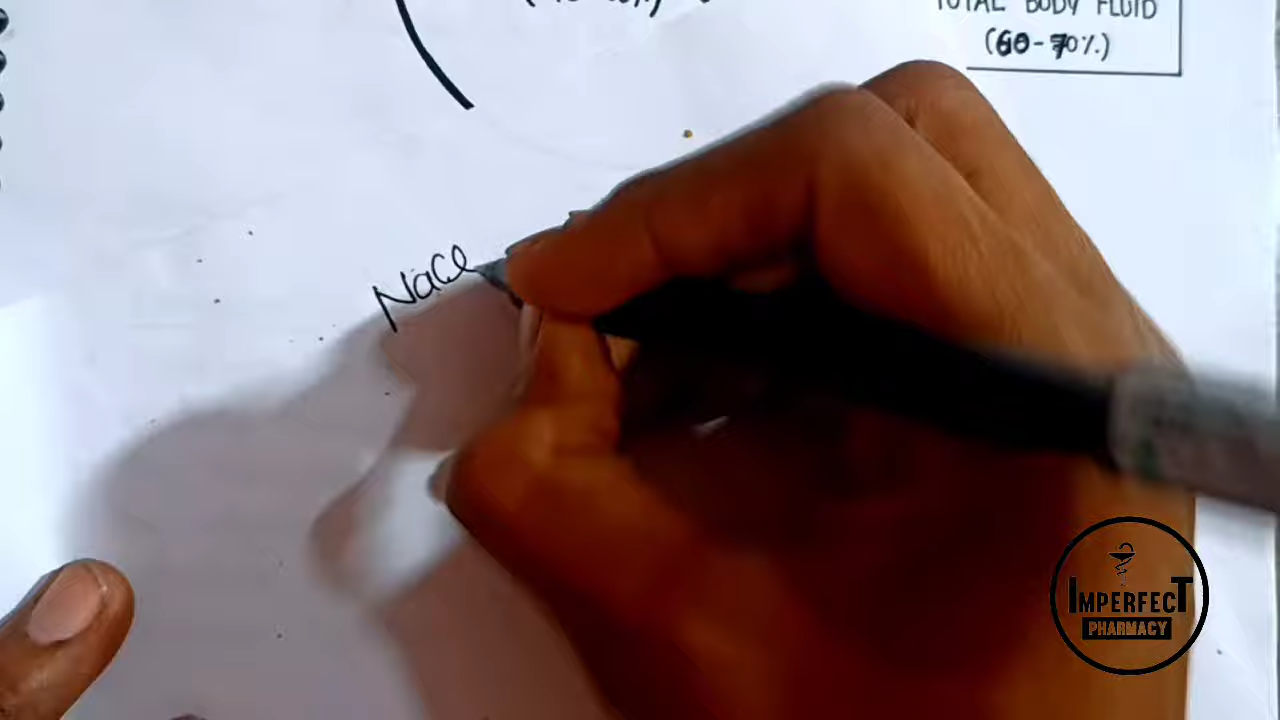 TOTAL BODY FLUID
(60-70%)
NaCl
IMPERFECT
PHARMACY